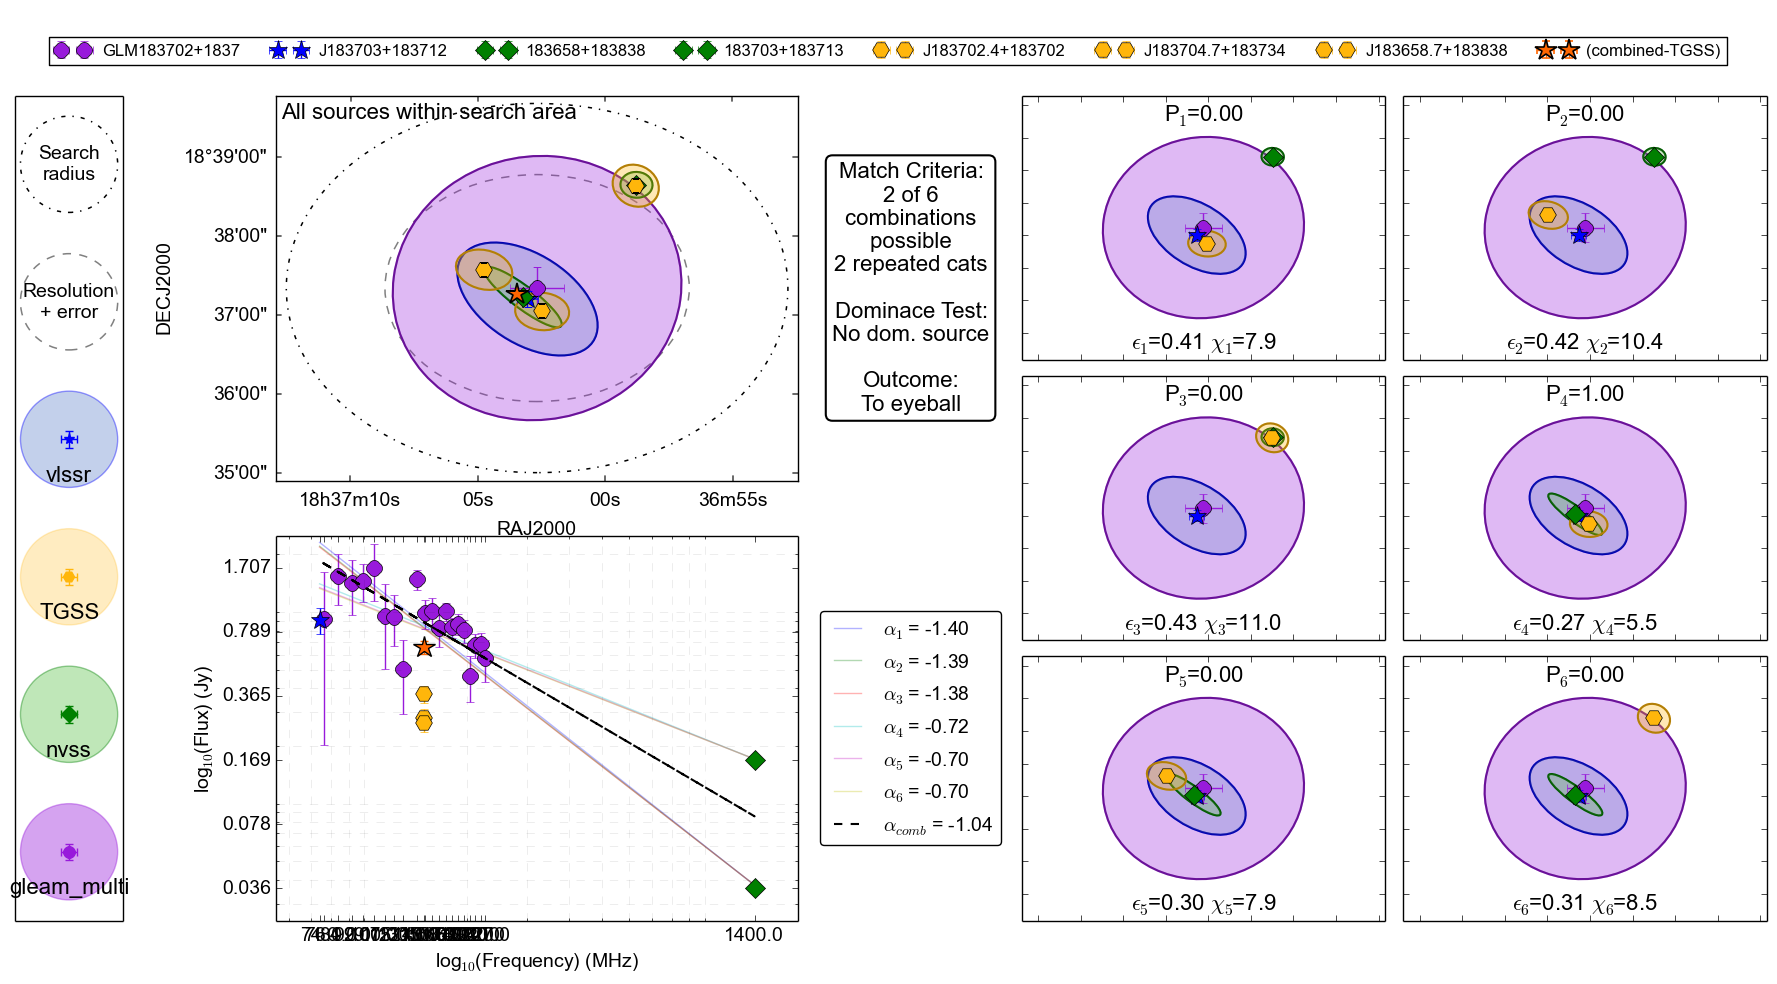 GLM183702+1837 J183703+183712 183658+183838 183703+183713 J183702.4+183702 J183704.7+183734 J183658.7+183838 (combined-TGSS)
Search
radius
Resolution
+ error
vlssr
TGSS
nvss
gleam_multi
All sources within search area
DECJ2000
18°39'00"
18°38'00"
18°37'00"
18°36'00"
18°35'00"
18h37m10s 05s 00s 36m55s
RAJ2000
log10(Flux) (Jy)
1.707
0.789
0.365
0.169
0.078
0.036
1400.0
log10(Frequency) (MHz)
Match Criteria:
2 of 6
combinations
possible
2 repeated cats
Dominace Test:
No dom. source
Outcome:
To eyeball
α1 = -1.40
α2 = -1.39
α3 = -1.38
α4 = -0.72
α5 = -0.70
α6 = -0.70
αcomb = -1.04
P1=0.00
ϵ1=0.41 χ1=7.9
P2=0.00
ϵ2=0.42 χ2=10.4
P3=0.00
ϵ3=0.43 χ3=11.0
P4=1.00
ϵ4=0.27 χ4=5.5
P5=0.00
ϵ5=0.30 χ5=7.9
P6=0.00
ϵ6=0.31 χ6=8.5